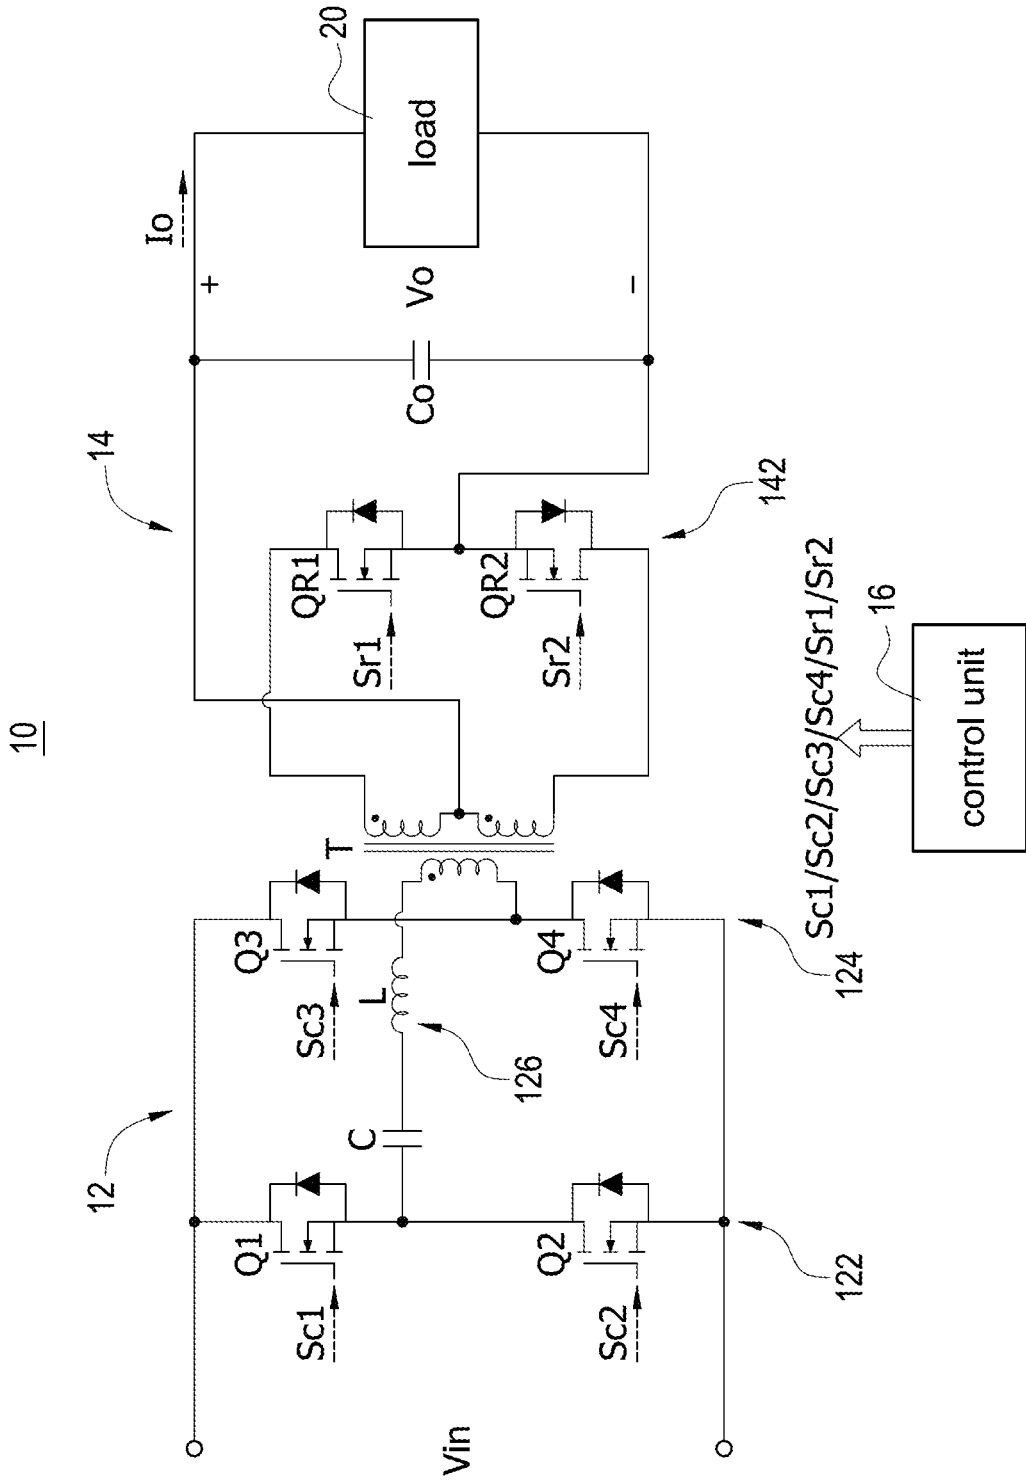 10
12
14
Io
20
Q1
Q3
T
QR1
+
Sc1
Sc3
Sr1
C
L
126
Co
Vo
load
Vin
Q2
Q4
QR2
−
Sc2
Sc4
Sr2
122
124
142
Sc1/Sc2/Sc3/Sc4/Sr1/Sr2
16
control unit